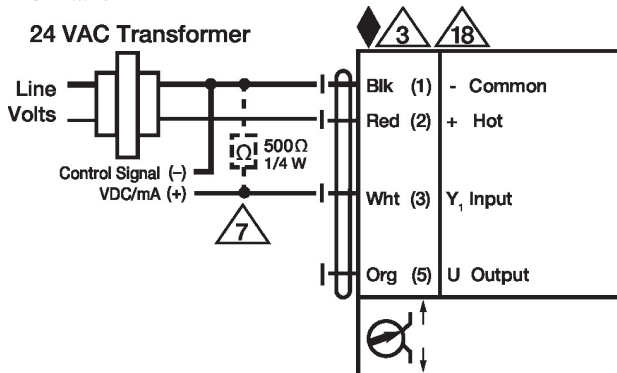 24 VAC Transformer
3
18
Line
Volts
Blk (1) - Common
Red (2) + Hot
Ω
500Ω
1/4 W
Control Signal (–)
VDC/mA (+)
Wht (3) Y₁ Input
7
Org (5) U Output